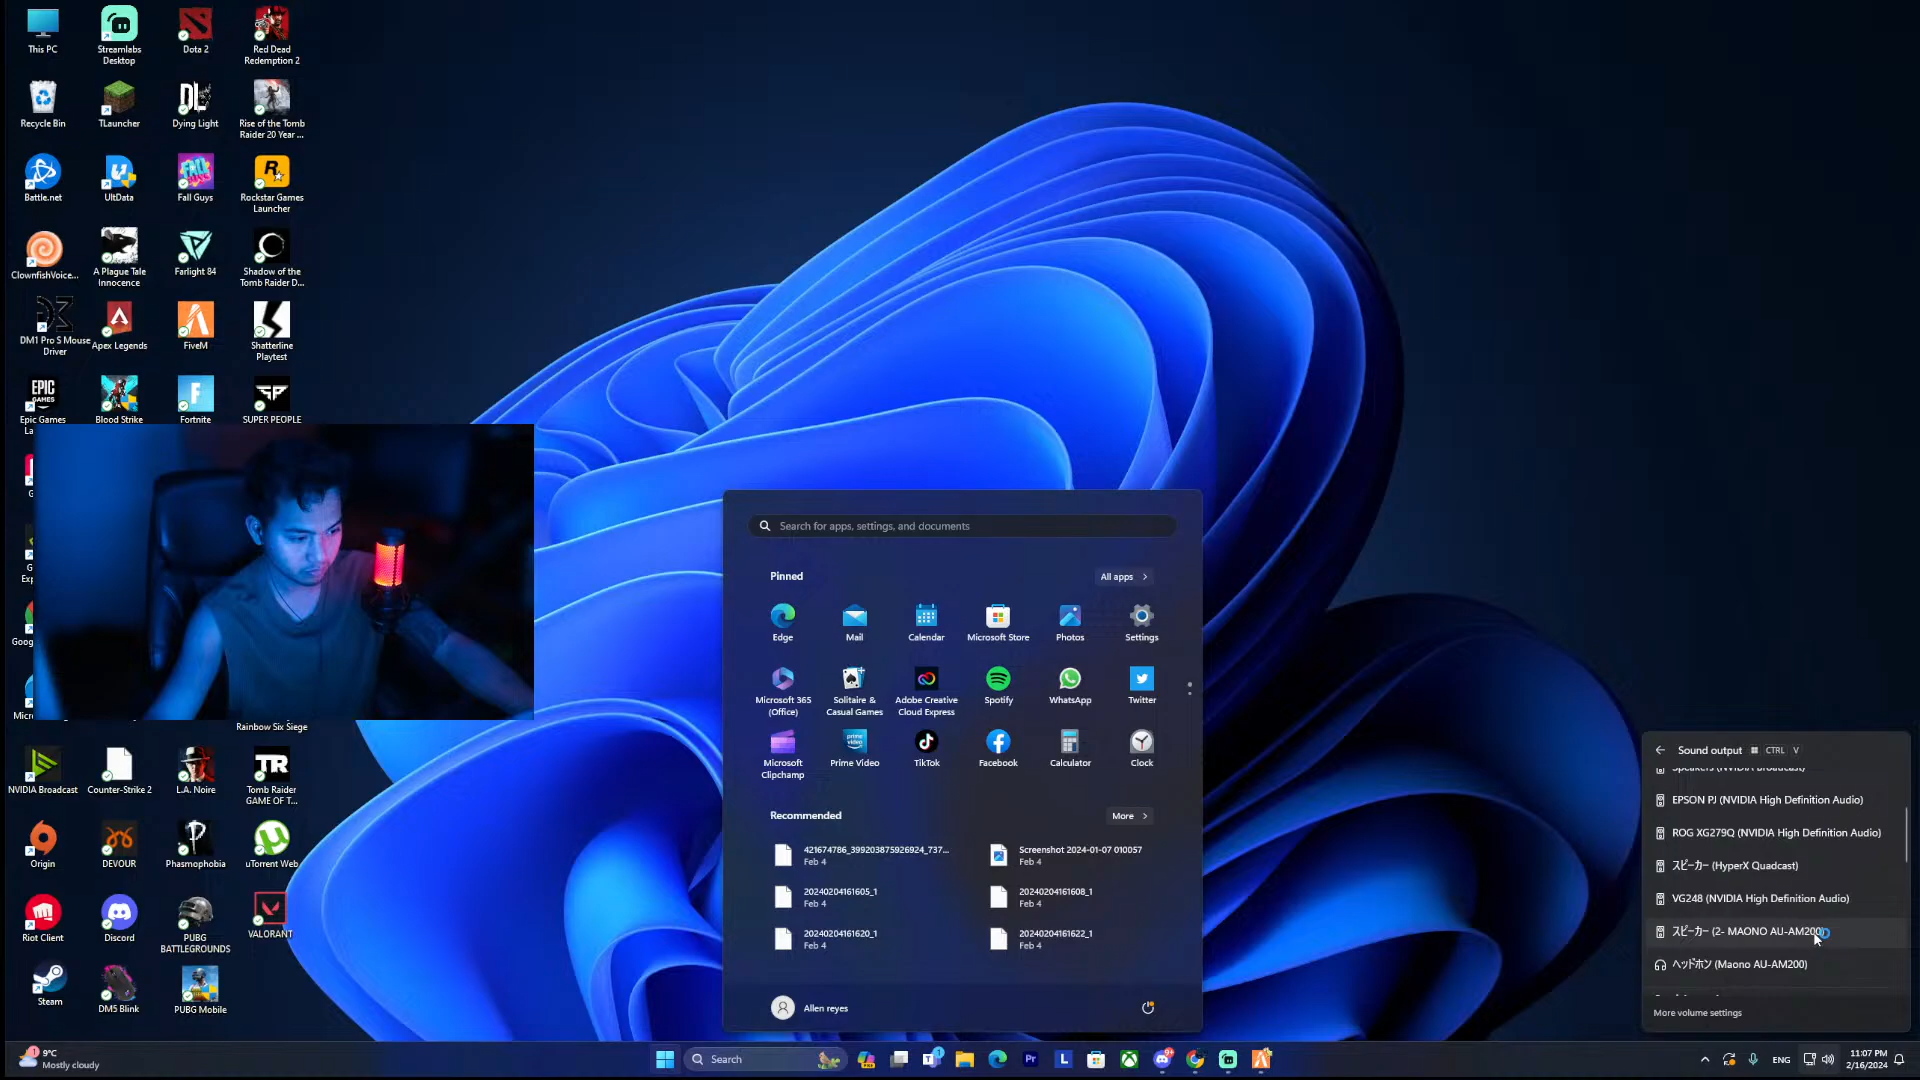 This PC
Streamlabs
Desktop
Dota 2
Red Dead
Redemption 2
Recycle Bin
TLauncher
Dying Light
Rise of the Tomb
Raider 20 Year ...
Battle.net
UltData
Fall Guys
Rockstar Games
Launcher
ClownfishVoice...
A Plague Tale
Innocence
Farlight 84
Shadow of the
Tomb Raider D...
DM1 Pro S Mouse
Driver
Apex Legends
FiveM
Shatterline
Playtest
Epic Games
La
Blood Strike
Fortnite
SUPER PEOPLE
Rainbow Six Siege
NVIDIA Broadcast
Counter-Strike 2
L.A. Noire
Tomb Raider
GAME OF T...
Origin
DEVOUR
Phasmophobia
uTorrent Web
Riot Client
Discord
PUBG
BATTLEGROUNDS
VALORANT
Steam
DM5 Blink
PUBG Mobile
Search for apps, settings, and documents
Pinned
All apps
Edge
Mail
Calendar
Microsoft Store
Photos
Settings
Microsoft 365
(Office)
Solitaire &
Casual Games
Adobe Creative
Cloud Express
Spotify
WhatsApp
Twitter
Microsoft
Clipchamp
Prime Video
TikTok
Facebook
Calculator
Clock
Recommended
More
421674786_399203875926924_737...
Feb 4
Screenshot 2024-01-07 010057
Feb 4
20240204161605_1
Feb 4
20240204161608_1
Feb 4
20240204161620_1
Feb 4
20240204161622_1
Feb 4
Allen reyes
Sound output CTRL V
Speakers (NVIDIA Broadcast)
EPSON PJ (NVIDIA High Definition Audio)
ROG XG279Q (NVIDIA High Definition Audio)
スピーカー (HyperX Quadcast)
VG248 (NVIDIA High Definition Audio)
スピーカー (2- MAONO AU-AM200)
ヘッドホン (Maono AU-AM200)
More volume settings
9°C
Mostly cloudy
Search
ENG
11:07 PM
2/16/2024